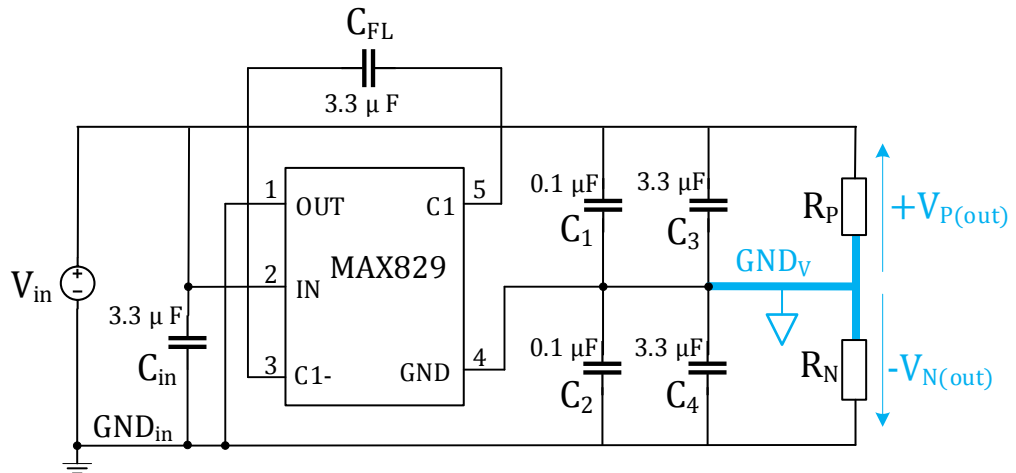 C_FL
3.3 μ F
1
OUT
C1
5
MAX829
2
IN
3
C1-
GND
4
V_in
+
−
3.3 μ F
C_in
GND_in
0.1 μF
C_1
3.3 μF
C_3
0.1 μF
C_2
3.3 μF
C_4
GND_V
R_P
+V_P(out)
R_N
-V_N(out)